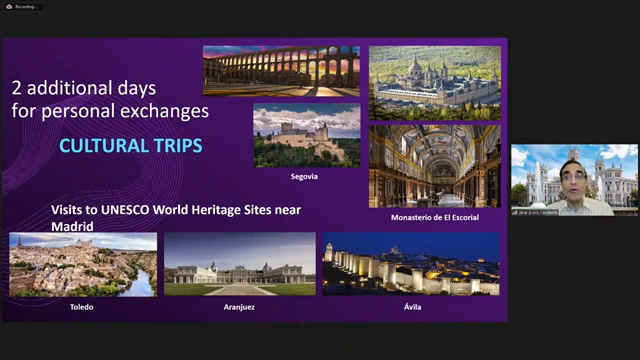 Recording...
2 additional days
for personal exchanges
CULTURAL TRIPS
Segovia
Monasterio de El Escorial
Visits to UNESCO World Heritage Sites near
Madrid
Toledo
Aranjuez
Ávila